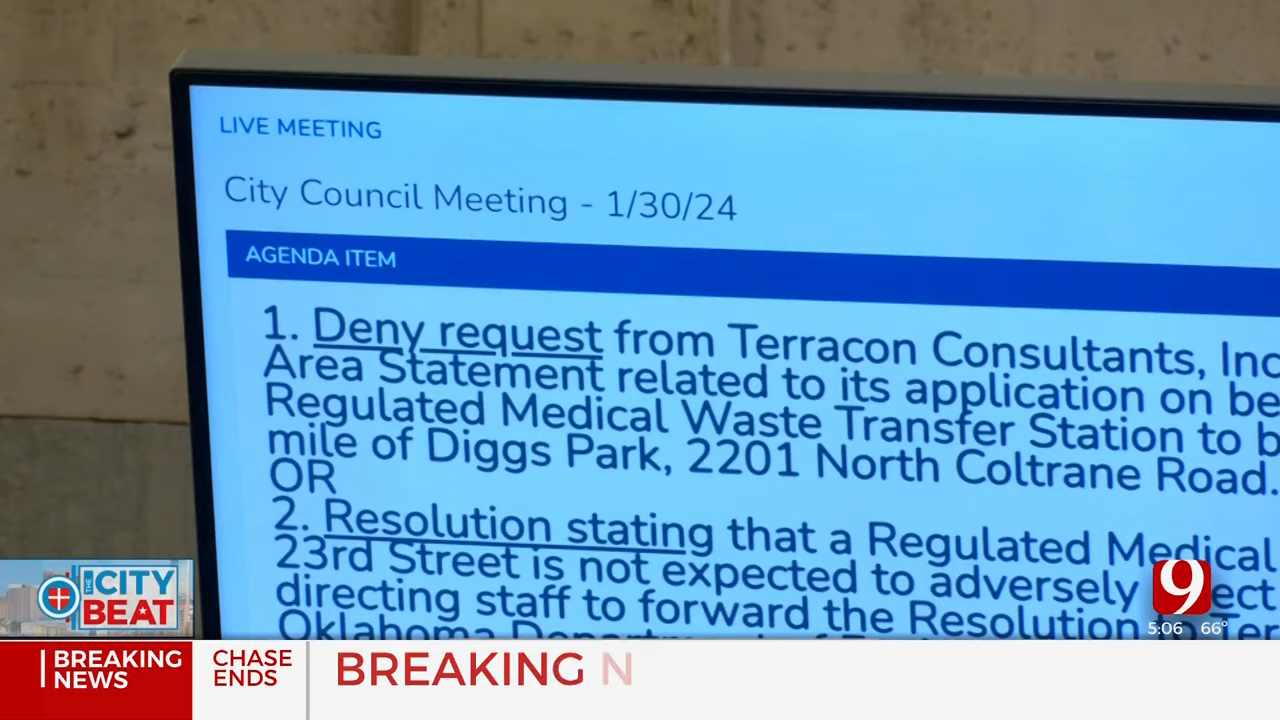 LIVE MEETING
City Council Meeting - 1/30/24
AGENDA ITEM
1. Deny request from Terracon Consultants, Inc
Area Statement related to its application on be
Regulated Medical Waste Transfer Station to b
mile of Diggs Park, 2201 North Coltrane Road.
OR
2. Resolution stating that a Regulated Medical
23rd Street is not expected to adversely
directing staff to forward the Resolution
Oklahoma
9
5:06 66°
THE CITY BEAT
BREAKING NEWS
CHASE ENDS
BREAKING N